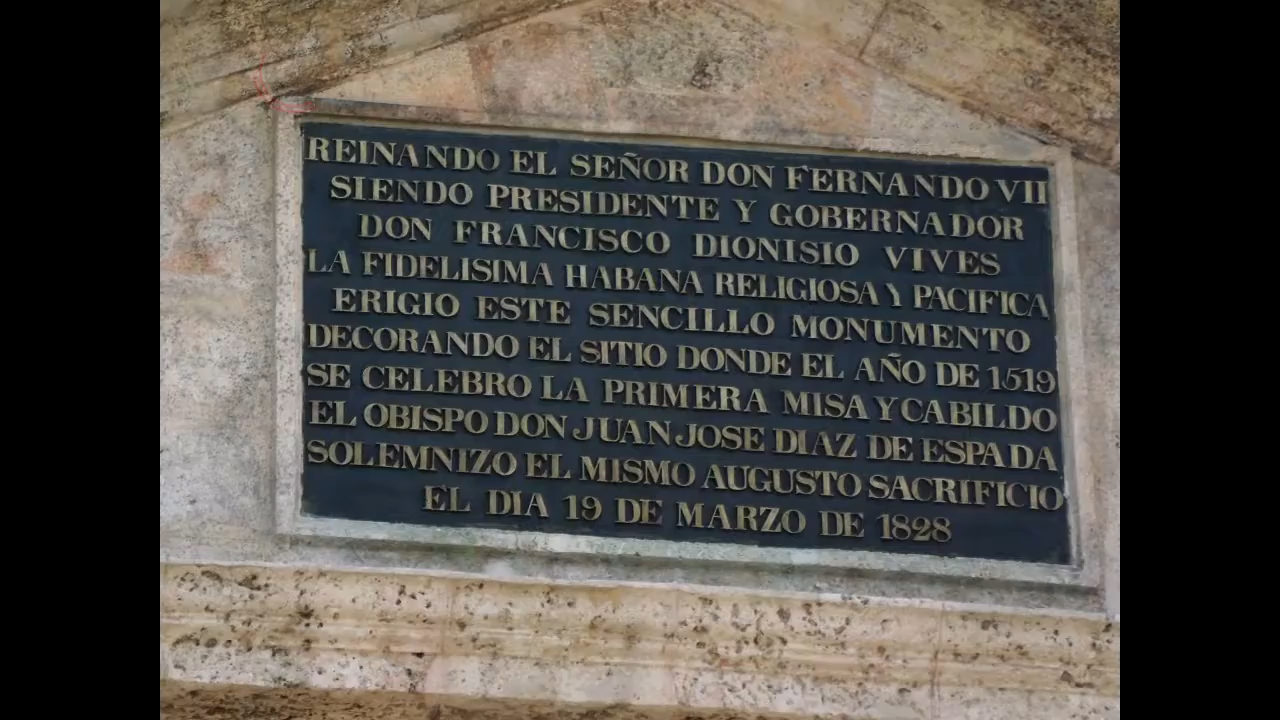 REINANDO EL SEÑOR DON FERNANDO VII
SIENDO PRESIDENTE Y GOBERNADOR
DON FRANCISCO DIONISIO VIVES
LA FIDELISIMA HABANA RELIGIOSA Y PACIFICA
ERIGIO ESTE SENCILLO MONUMENTO
DECORANDO EL SITIO DONDE EL AÑO DE 1519
SE CELEBRO LA PRIMERA MISA Y CABILDO
EL OBISPO DON JUAN JOSE DIAZ DE ESPADA
SOLEMNIZO EL MISMO AUGUSTO SACRIFICIO
EL DIA 19 DE MARZO DE 1828